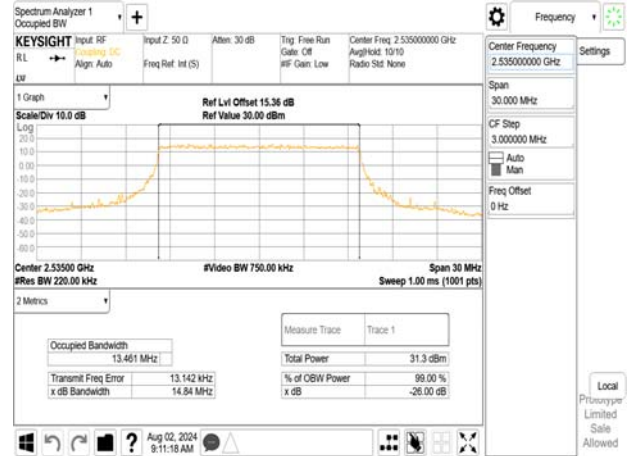 Spectrum Analyzer 1
Occupied BW
+
Frequency
KEYSIGHT
Input: RF
Input Z: 50 Ω
Atten: 30 dB
Trig: Free Run
Center Freq: 2.535000000 GHz
RL
Coupling: DC
Gate: Off
Avg|Hold: 10/10
Align: Auto
Freq Ref: Int (S)
#IF Gain: Low
Radio Std: None
Center Frequency
2.535000000 GHz
Settings
Span
30.000 MHz
CF Step
3.000000 MHz
Auto
Man
Freq Offset
0 Hz
1 Graph
Ref Lvl Offset 15.36 dB
Scale/Div 10.0 dB
Ref Value 30.00 dBm
Log
20.0
10.0
0.00
-10.0
-20.0
-30.0
-40.0
-50.0
-60.0
Center 2.53500 GHz
#Video BW 750.00 kHz
Span 30 MHz
#Res BW 220.00 kHz
Sweep 1.00 ms (1001 pts)
2 Metrics
Measure Trace
Trace 1
Occupied Bandwidth
13.461 MHz
Total Power
31.3 dBm
Transmit Freq Error
13.142 kHz
% of OBW Power
99.00 %
x dB Bandwidth
14.84 MHz
x dB
-26.00 dB
Local
Prototype
Limited
Sale
Allowed
?
Aug 02, 2024
9:11:18 AM